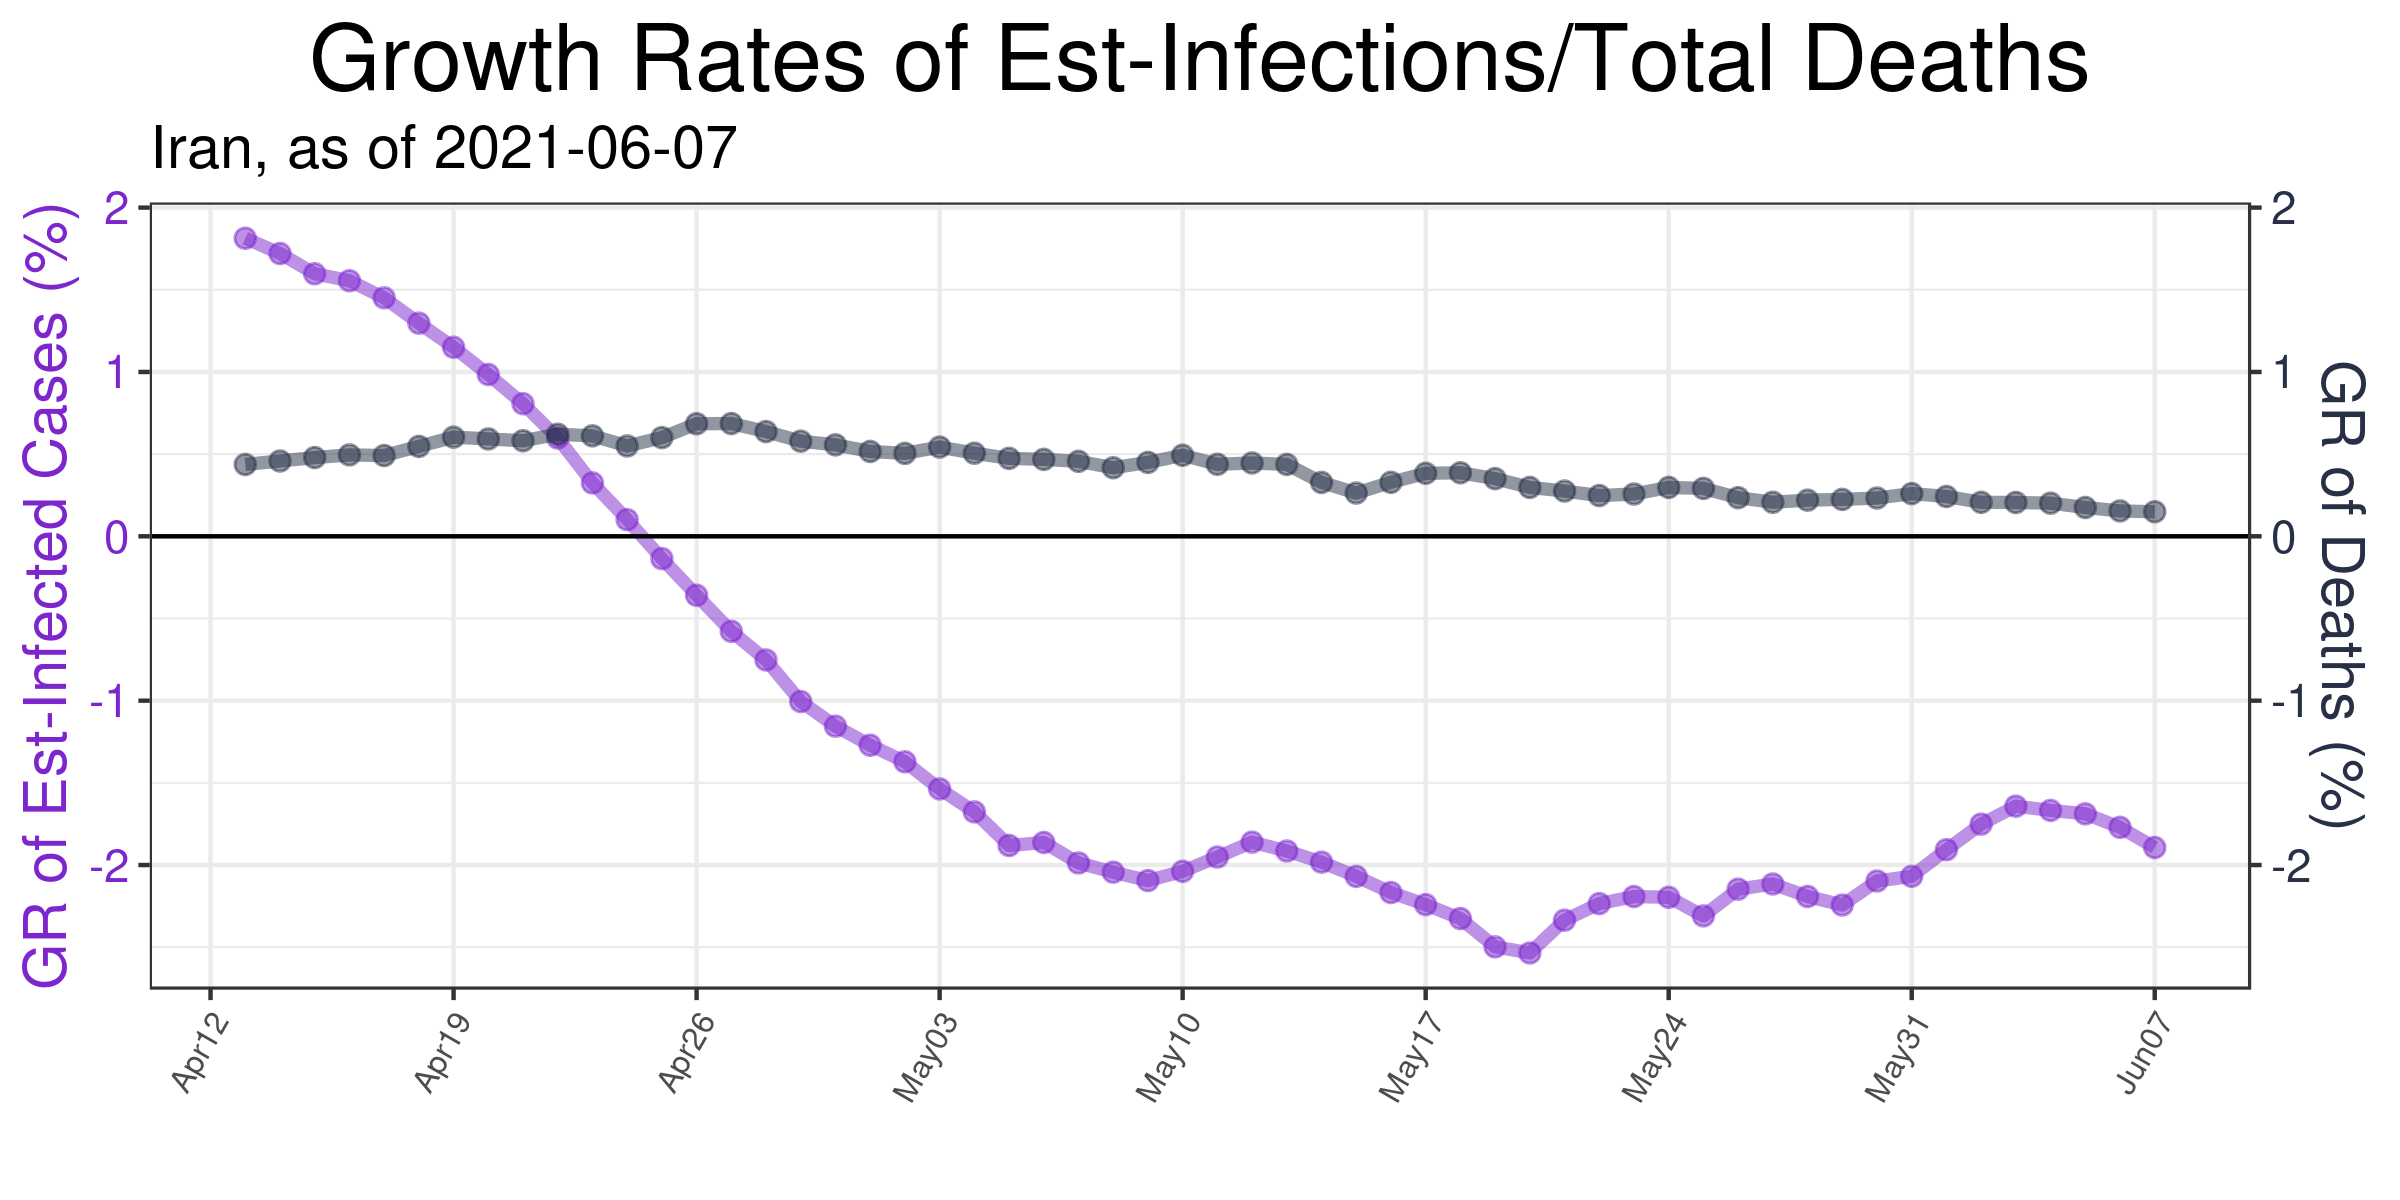 Growth Rates of Est-Infections/Total Deaths
Iran, as of 2021-06-07
GR of Est-Infected Cases (%)
2
1
0
-1
-2
2
1
0
-1
-2
GR of Deaths (%)
Apr12
Apr19
Apr26
May03
May10
May17
May24
May31
Jun07